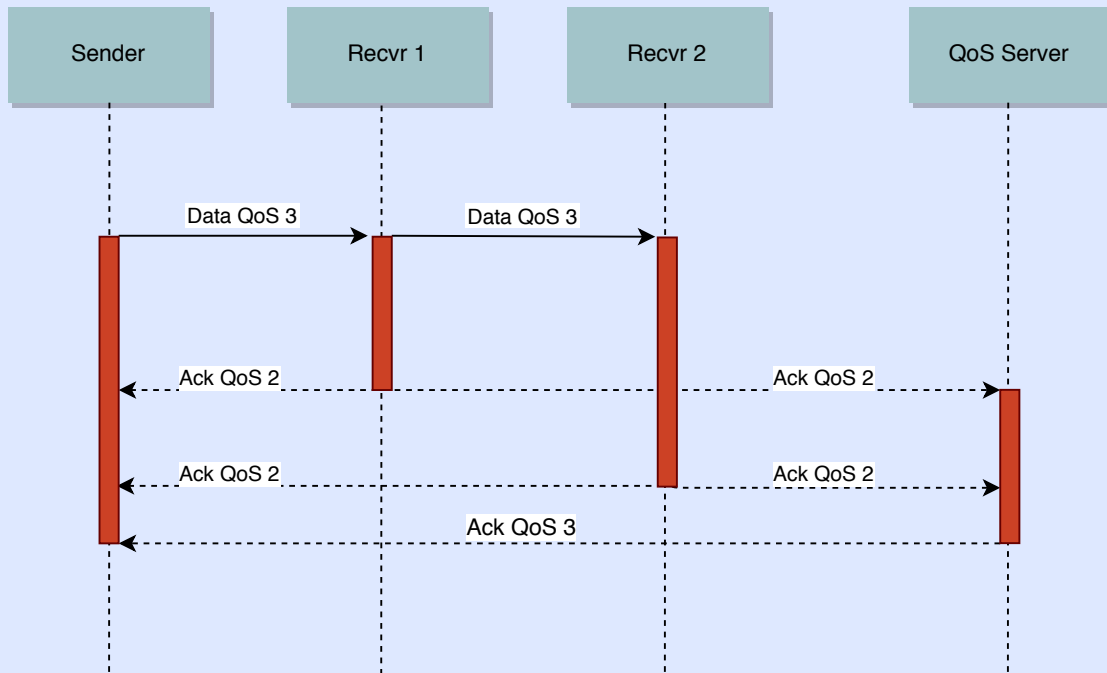 Sender
Recvr 1
Recvr 2
QoS Server
Data QoS 3
Data QoS 3
Ack QoS 2
Ack QoS 2
Ack QoS 2
Ack QoS 2
Ack QoS 3